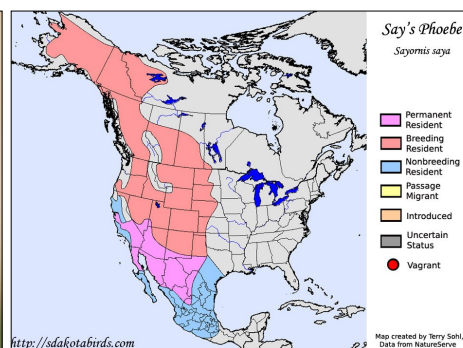 Say's Phoebe
Sayornis saya
Permanent
Resident
Breeding
Resident
Nonbreeding
Resident
Passage
Migrant
Introduced
Uncertain
Status
Vagrant
http://sdakotabirds.com
Map created by Terry Sohl,
Data from NatureServe